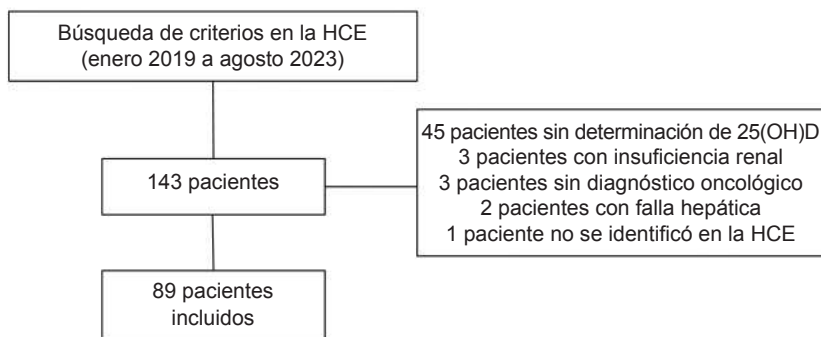 Búsqueda de criterios en la HCE
(enero 2019 a agosto 2023)
45 pacientes sin determinación de 25(OH)D
3 pacientes con insuficiencia renal
3 pacientes sin diagnóstico oncológico
2 pacientes con falla hepática
1 paciente no se identificó en la HCE
143 pacientes
89 pacientes
incluidos